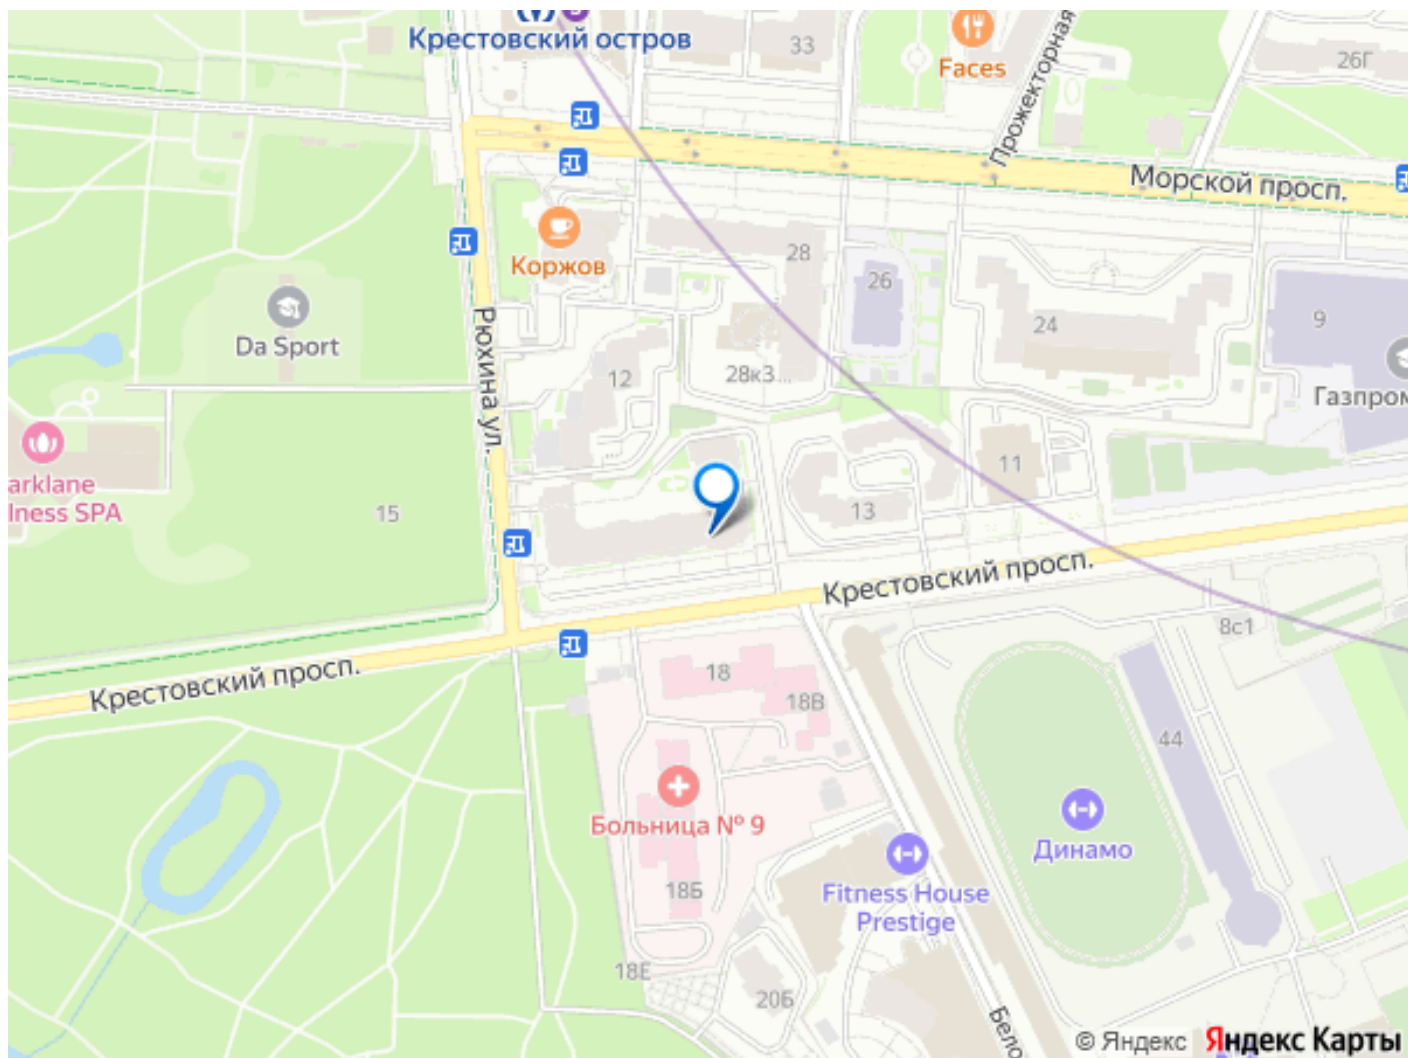 Крестовский остров
33
Faces
Прожекторная
26Г
Морской просп.
Коржов
28
26
Da Sport
24
9
Рюхина ул.
12
28к3...
Газпром
arklane
lness SPA
15
11
13
Крестовский просп.
8с1
Крестовский просп.
18
18В
44
Больница № 9
Динамо
18Б
Fitness House
Prestige
18Е
20Б
Бело
© Яндекс Яндекс Карты